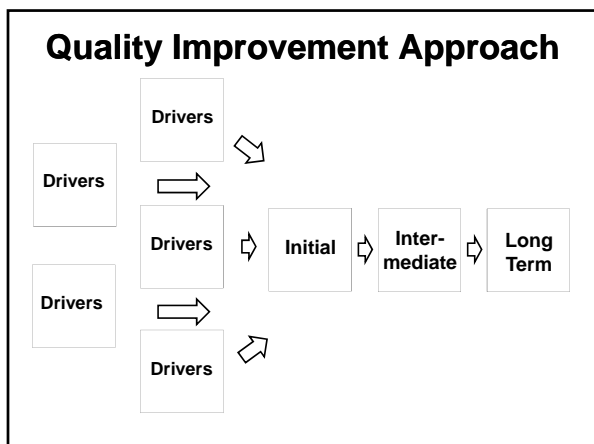 Quality Improvement Approach
Drivers
Drivers
Drivers
Drivers
Drivers
Initial
Inter-
mediate
Long
Term